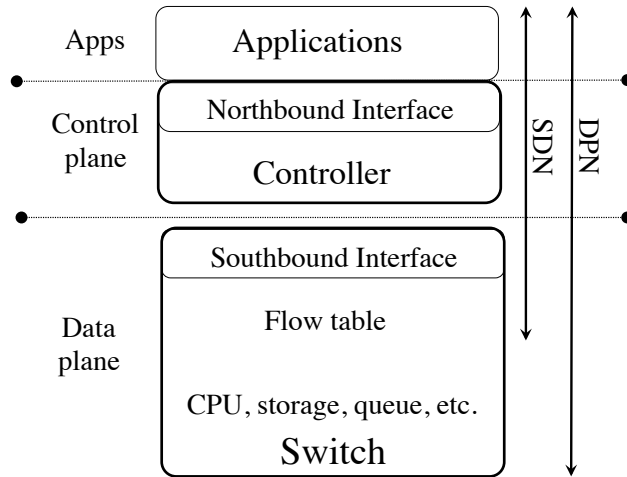 Apps
Applications
Northbound Interface
Control
plane
Controller
SDN
DPN
Southbound Interface
Flow table
Data
plane
CPU, storage, queue, etc.
Switch